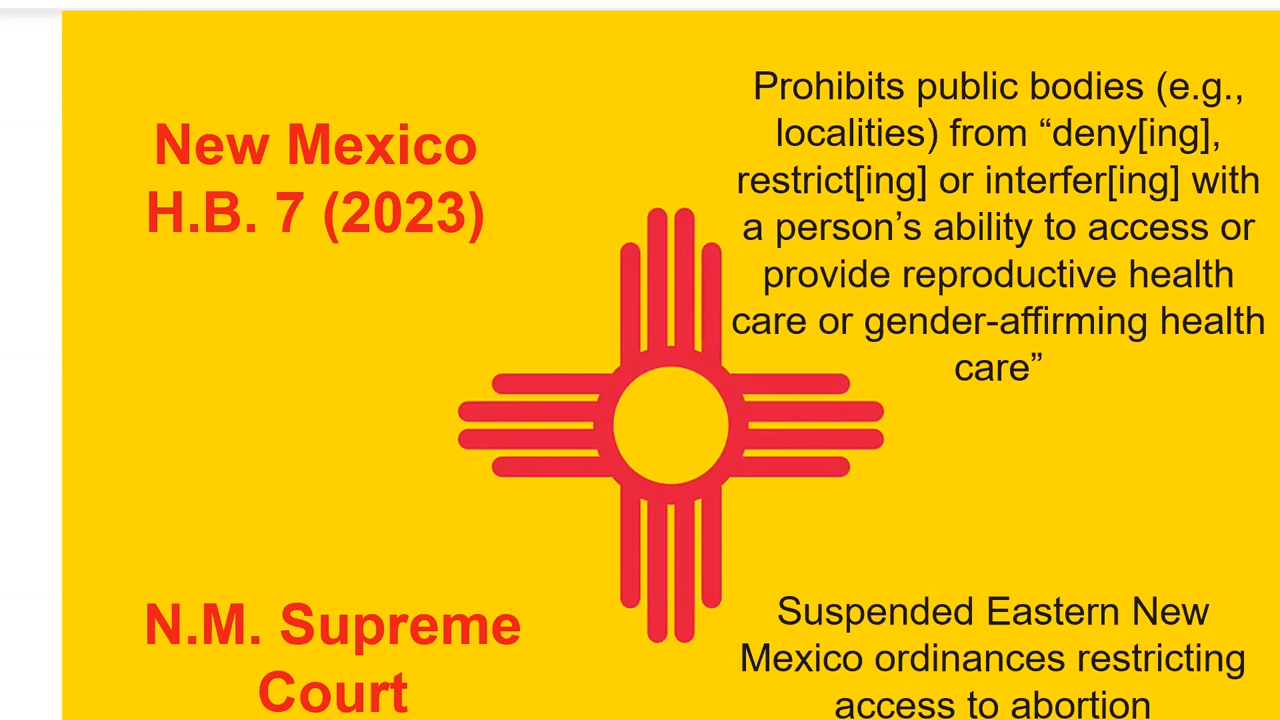 New Mexico
H.B. 7 (2023)
Prohibits public bodies (e.g.,
localities) from “deny[ing],
restrict[ing] or interfer[ing] with
a person’s ability to access or
provide reproductive health
care or gender-affirming health
care”
N.M. Supreme
Court
Suspended Eastern New
Mexico ordinances restricting
access to abortion